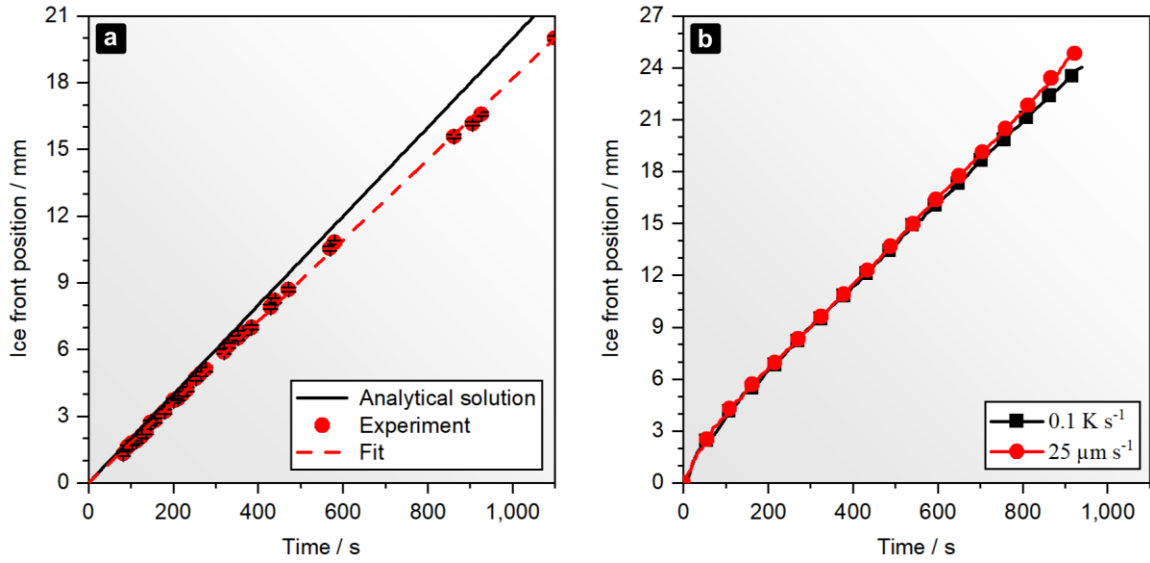 a
21
18
15
12
9
6
3
0
Ice front position / mm
0 200 400 600 800 1,000
Time / s
Analytical solution
Experiment
Fit
b
27
24
21
18
15
12
9
6
3
0
Ice front position / mm
0 200 400 600 800 1,000
Time / s
0.1 K s⁻¹
25 µm s⁻¹